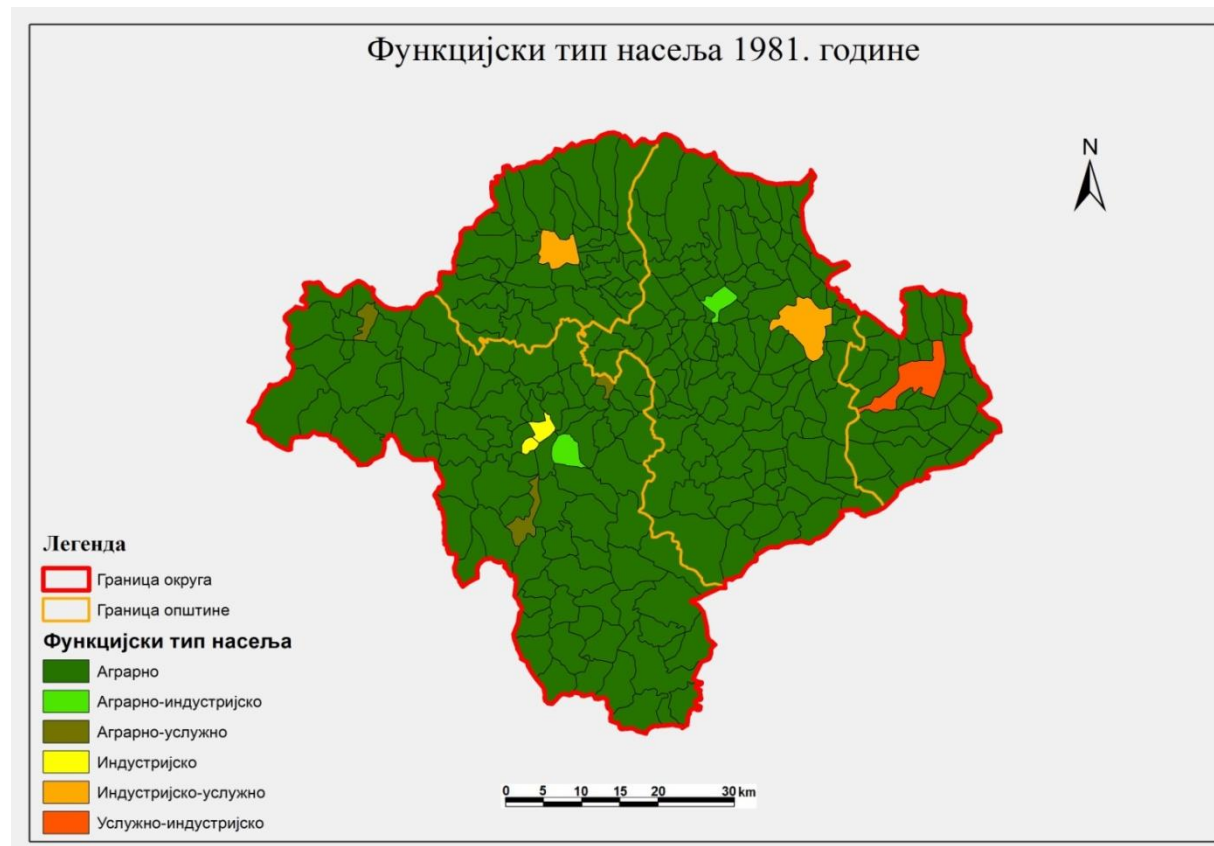 Функцијски тип насеља 1981. године
N
Легенда
Граница округа
Граница општине
Функцијски тип насеља
Аграрно
Аграрно-индустријско
Аграрно-услужно
Индустријско
Индустријско-услужно
Услужно-индустријско
0 5 10 15 20 30 km